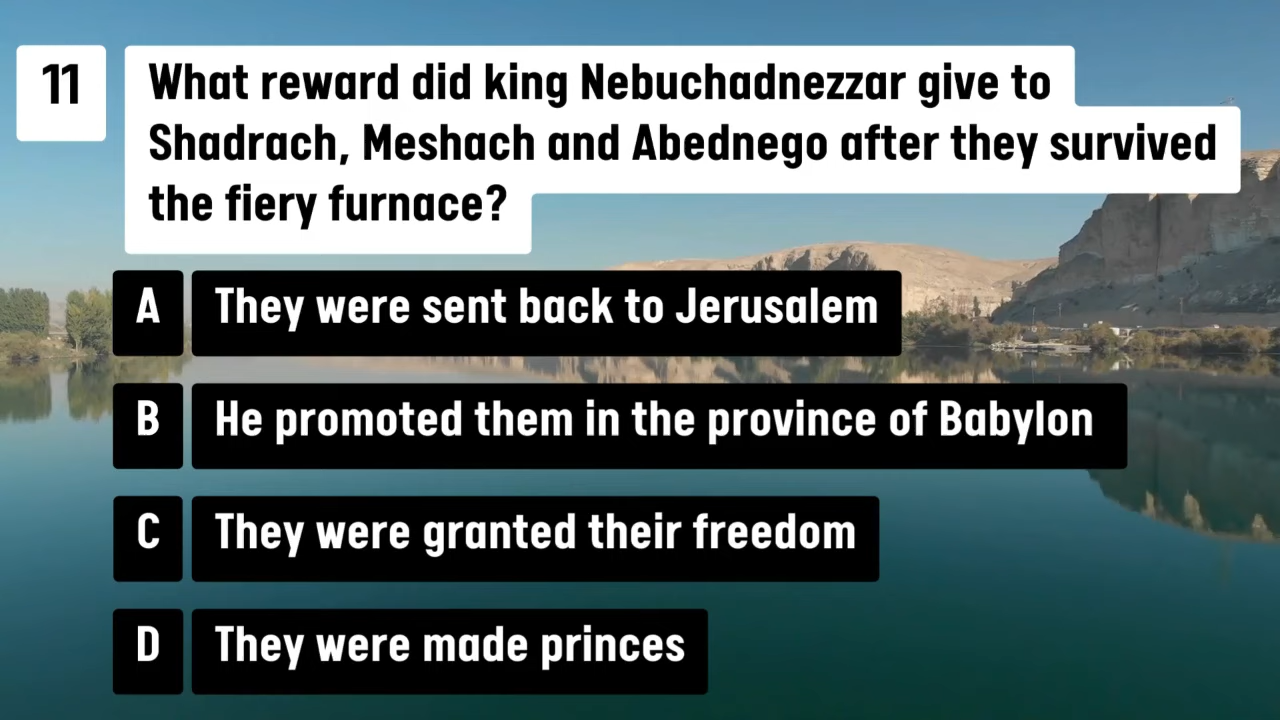 11
What reward did king Nebuchadnezzar give to
Shadrach, Meshach and Abednego after they survived
the fiery furnace?
A They were sent back to Jerusalem
B He promoted them in the province of Babylon
C They were granted their freedom
D They were made princes